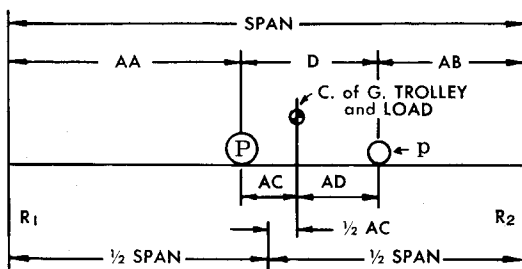 SPAN
AA D AB
C. of G. TROLLEY
and LOAD
P p
AC AD
R₁ ½ AC R₂
½ SPAN ½ SPAN